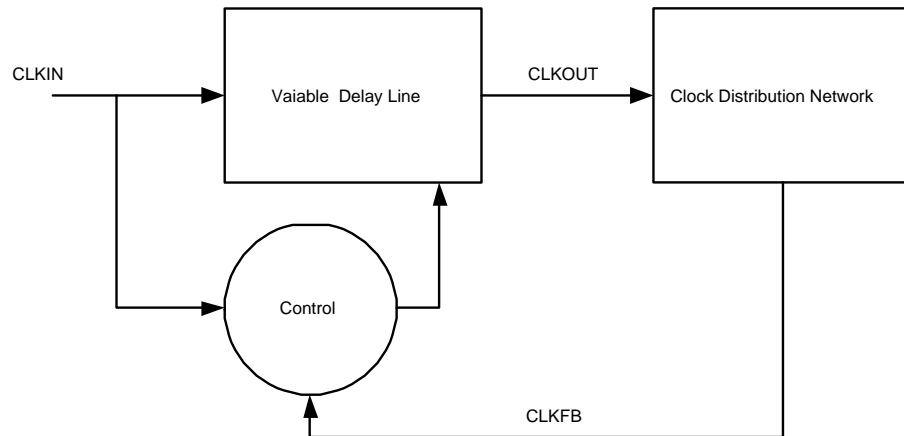 CLKIN
Vaiable Delay Line
CLKOUT
Clock Distribution Network
Control
CLKFB